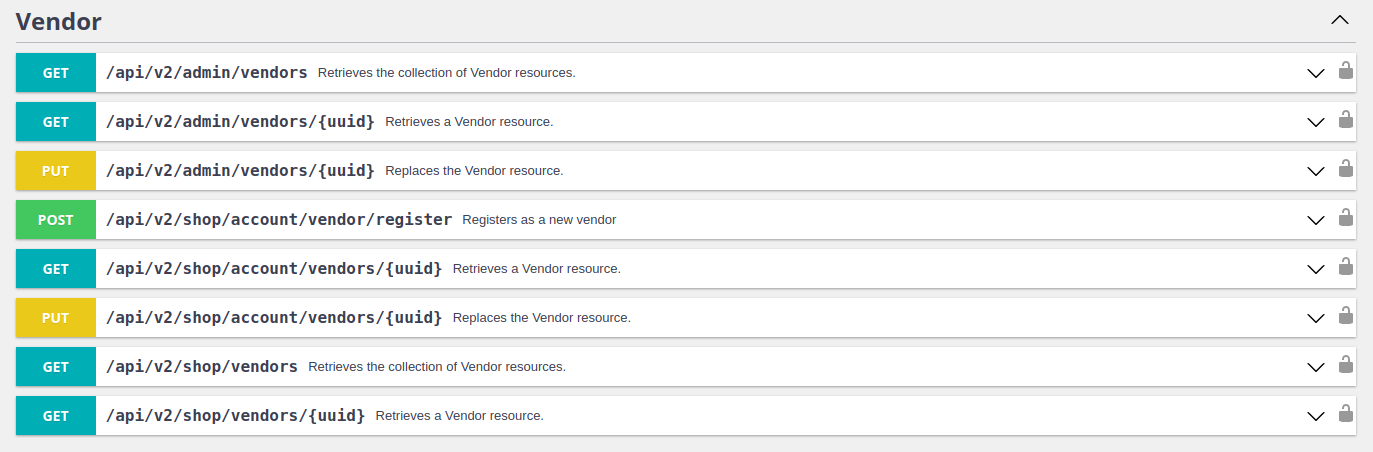 Vendor
GET /api/v2/admin/vendors Retrieves the collection of Vendor resources.
GET /api/v2/admin/vendors/{uuid} Retrieves a Vendor resource.
PUT /api/v2/admin/vendors/{uuid} Replaces the Vendor resource.
POST /api/v2/shop/account/vendor/register Registers as a new vendor
GET /api/v2/shop/account/vendors/{uuid} Retrieves a Vendor resource.
PUT /api/v2/shop/account/vendors/{uuid} Replaces the Vendor resource.
GET /api/v2/shop/vendors Retrieves the collection of Vendor resources.
GET /api/v2/shop/vendors/{uuid} Retrieves a Vendor resource.